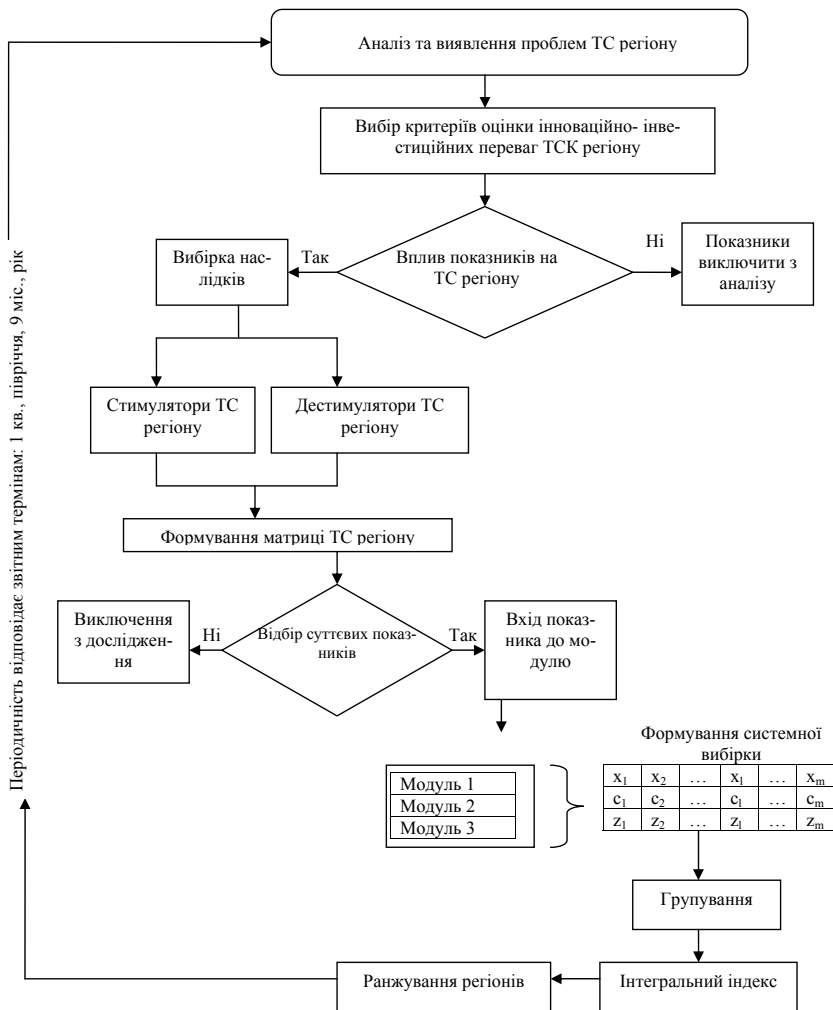 Аналіз та виявлення проблем ТС регіону
Вибір критеріїв оцінки інноваційно- інве-
стиційних переваг ТСК регіону
Вплив показників на
ТС регіону
Так
Ні
Вибірка нас-
лідків
Показники
виключити з
аналізу
Стимулятори ТС
регіону
Дестимулятори ТС
регіону
Формування матриці ТС регіону
Відбір суттєвих показ-
ників
Ні
Так
Виключення
з дослідження-
ння
Вхід показ-
ника до мо-
дулю
Модуль 1
Модуль 2
Модуль 3
Формування системної
вибірки
x1 x2 … xl … xm
c1 c2 … cl … cm
z1 z2 … zl … zm
Групування
Інтегральний індекс
Ранжування регіонів
Періодичність відповідає звітним термінам: 1 кв., півріччя, 9 міс., рік